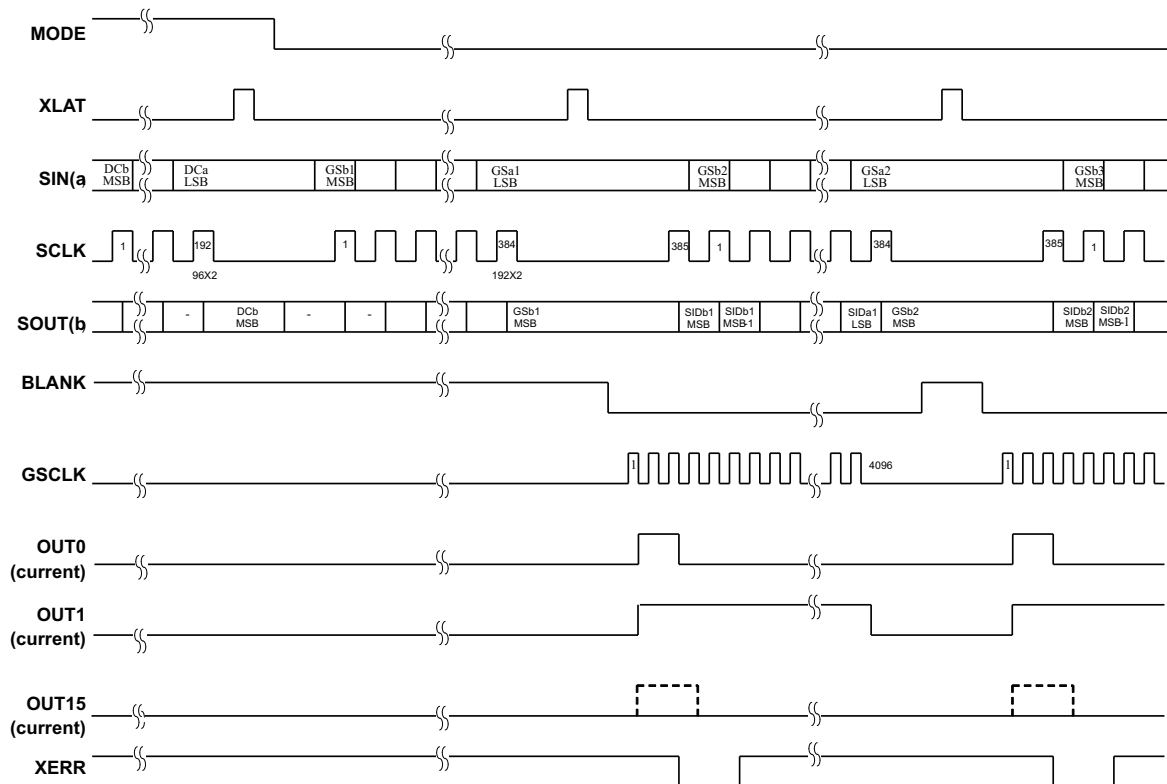 MODE
XLAT
SIN(a
DCb
MSB
DCa
LSB
GSb1
MSB
GSa1
LSB
GSb2
MSB
GSa2
LSB
GSb3
MSB
SCLK
1
192
1
384
385
1
384
385
1
96X2
192X2
SOUT(b
-
DCb
MSB
-
-
GSb1
MSB
SIDb1
MSB
SIDb1
MSB-1
SIDa1
LSB
GSb2
MSB
SIDb2
MSB
SIDb2
MSB-1
BLANK
GSCLK
1
4096
1
OUT0
(current)
OUT1
(current)
OUT15
(current)
XERR